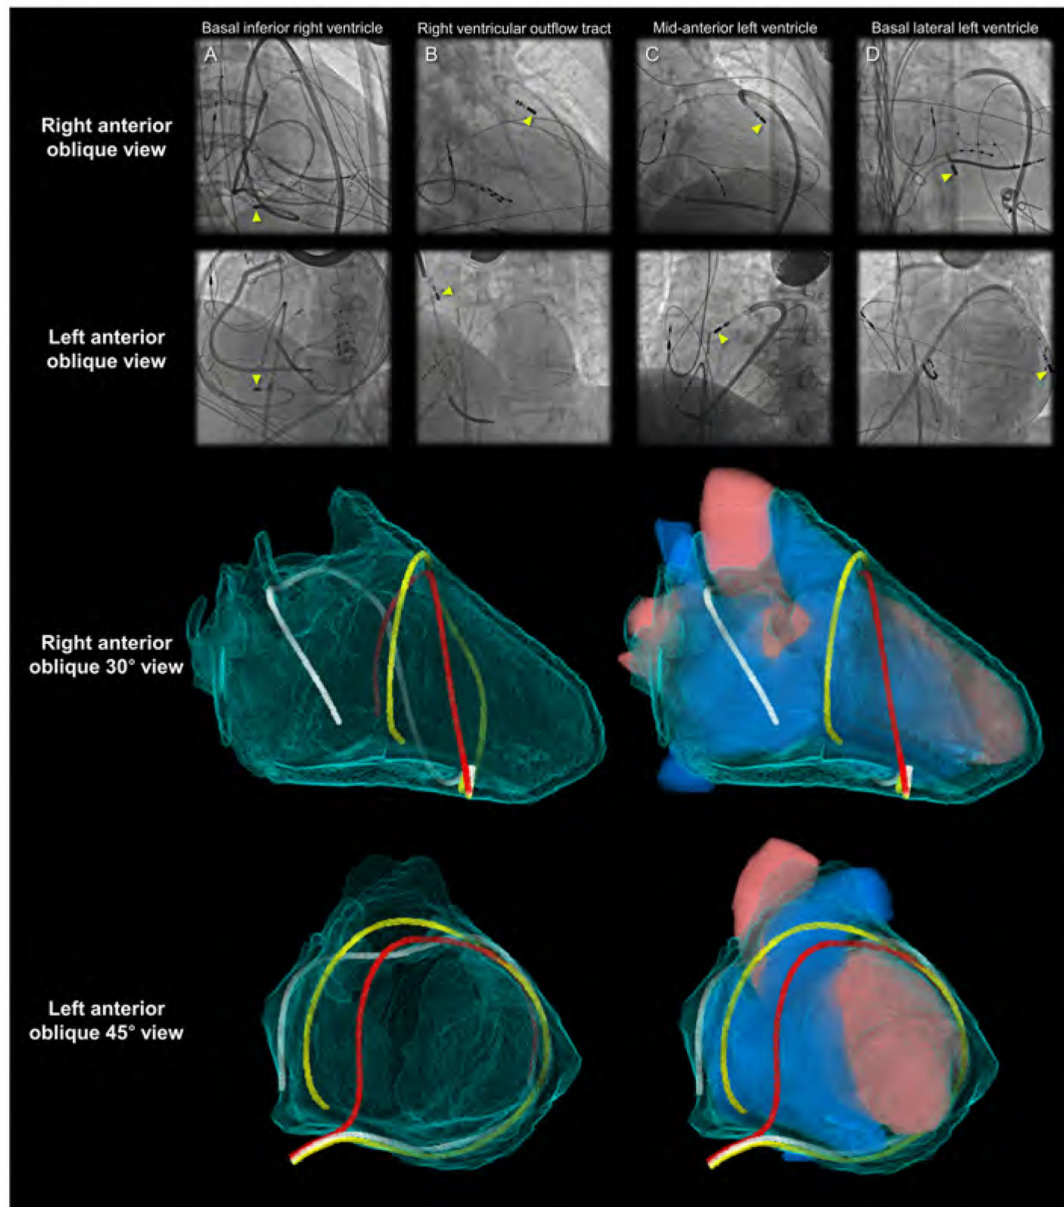 Basal inferior right ventricle
Right ventricular outflow tract
Mid-anterior left ventricle
Basal lateral left ventricle
A
B
C
D
Right anterior
oblique view
Left anterior
oblique view
Right anterior
oblique 30° view
Left anterior
oblique 45° view